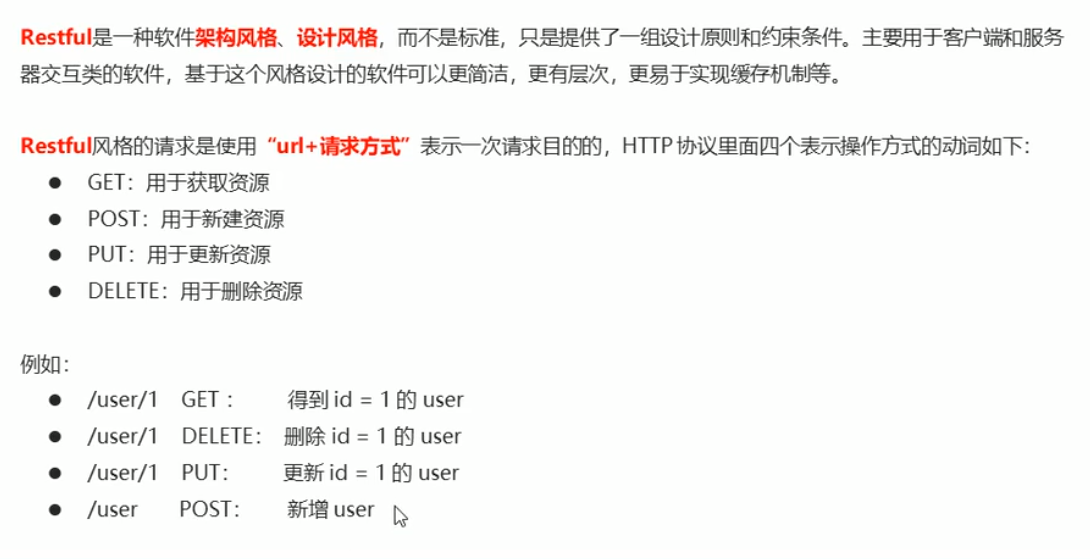 Restful是一种软件架构风格、设计风格，而不是标准，只是提供了一组设计原则和约束条件。主要用于客户端和服务
器交互类的软件，基于这个风格设计的软件可以更简洁，更有层次，更易于实现缓存机制等。
Restful风格的请求是使用“url+请求方式”表示一次请求目的的，HTTP 协议里面四个表示操作方式的动词如下：
● GET：用于获取资源
● POST：用于新建资源
● PUT：用于更新资源
● DELETE：用于删除资源
例如：
● /user/1 GET ： 得到 id = 1 的 user
● /user/1 DELETE： 删除 id = 1 的 user
● /user/1 PUT： 更新 id = 1 的 user
● /user POST： 新增 user